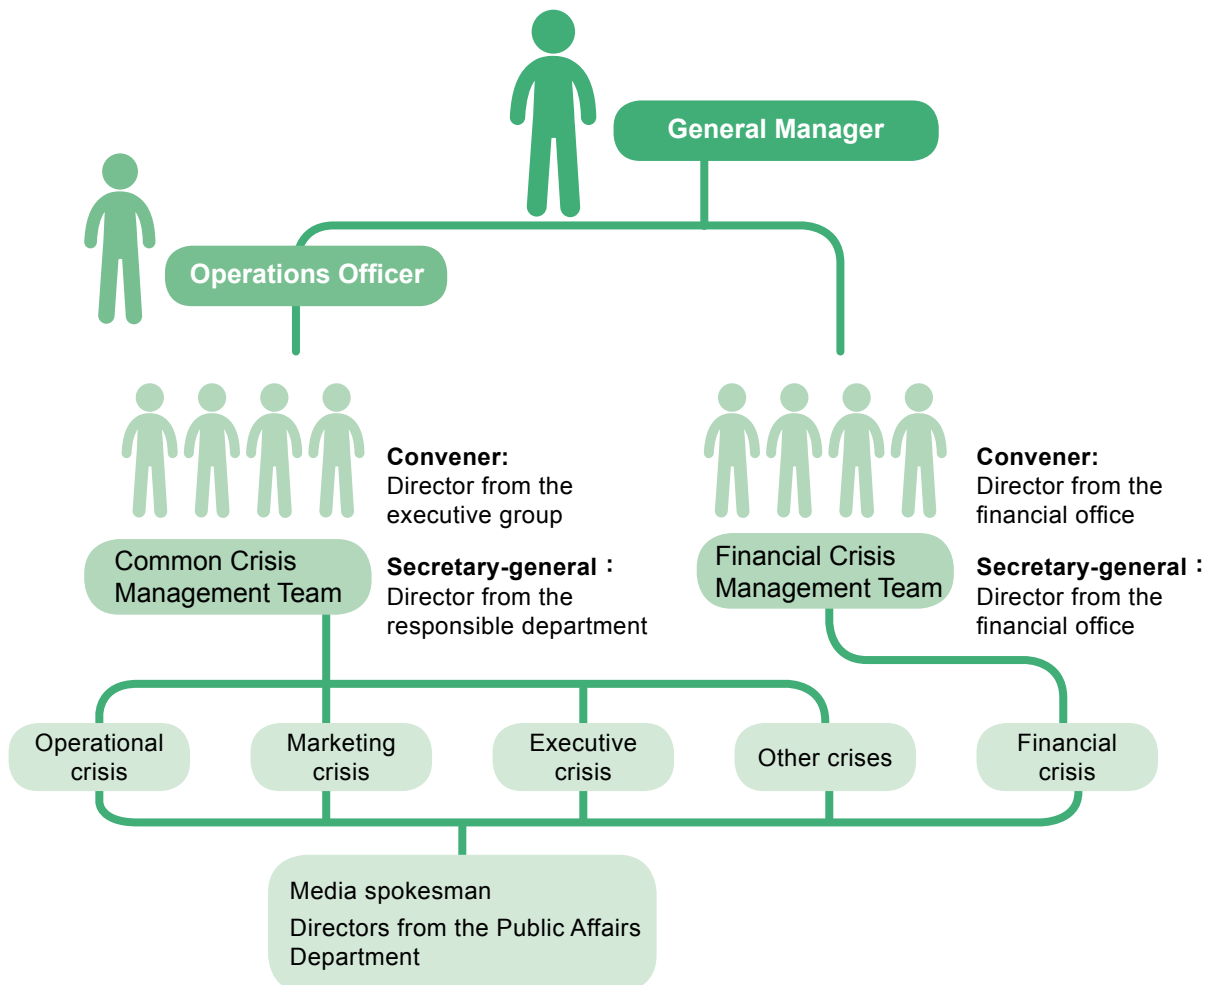 General Manager
Operations Officer
Convener:
Director from the
executive group
Common Crisis
Management Team
Secretary-general：
Director from the
responsible department
Convener:
Director from the
financial office
Financial Crisis
Management Team
Secretary-general：
Director from the
financial office
Operational
crisis
Marketing
crisis
Executive
crisis
Other crises
Financial
crisis
Media spokesman
Directors from the Public Affairs
Department